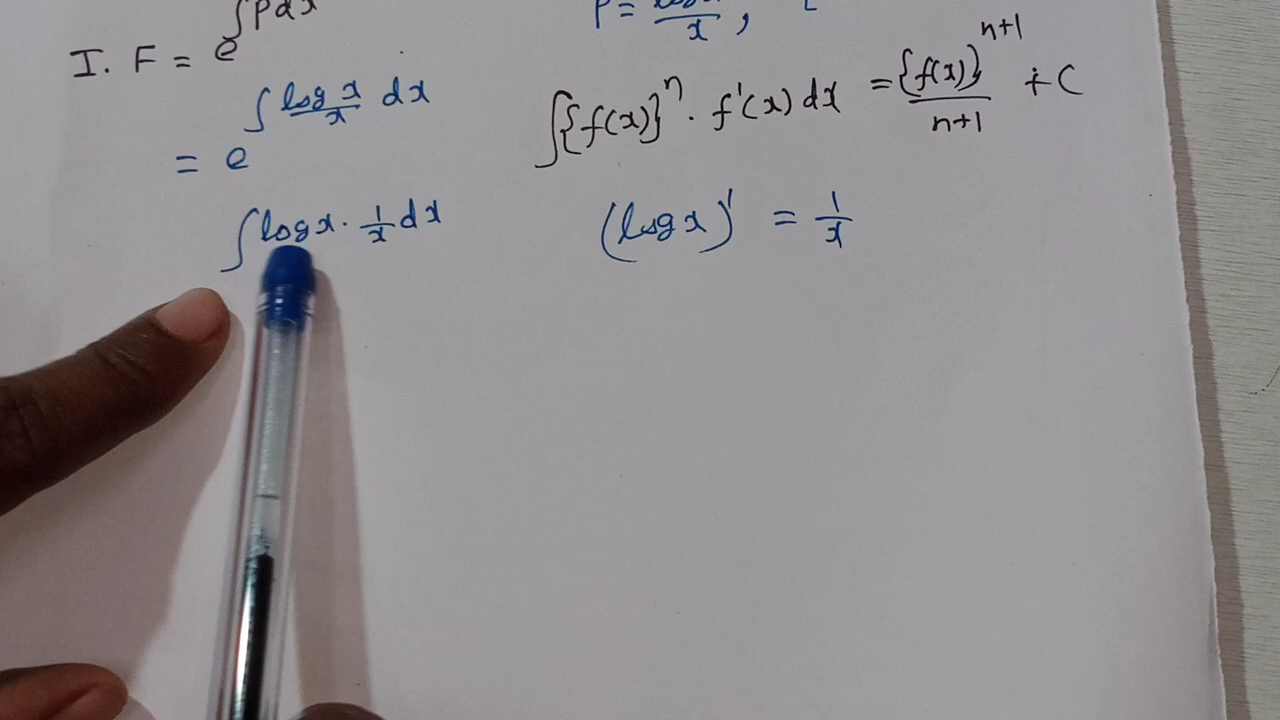 I. F = e^{∫Pdx}
P = log x / x ,
= e^{∫ log x / x dx}
∫{f(x)}^n . f'(x) dx = {f(x)}^{n+1} / n+1 + C
∫ log x . 1/x dx
(log x)' = 1/x